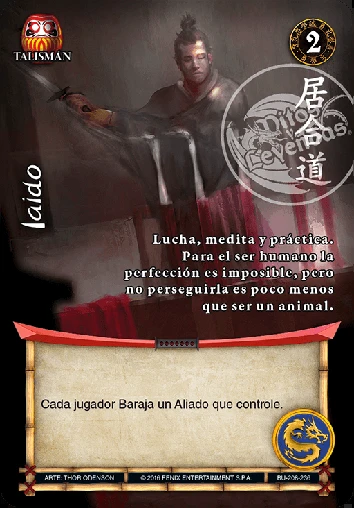 TALISMAN
2
居合道
Mitos y
Leyendas
Iaido
Lucha, medita y práctica.
Para el ser humano la
perfección es imposible, pero
no perseguirla es poco menos
que ser un animal.
Cada jugador Baraja un Aliado que controle.
ARTE: THOR ODENSON
© 2016 FENIX ENTERTAINMENT S.P.A.